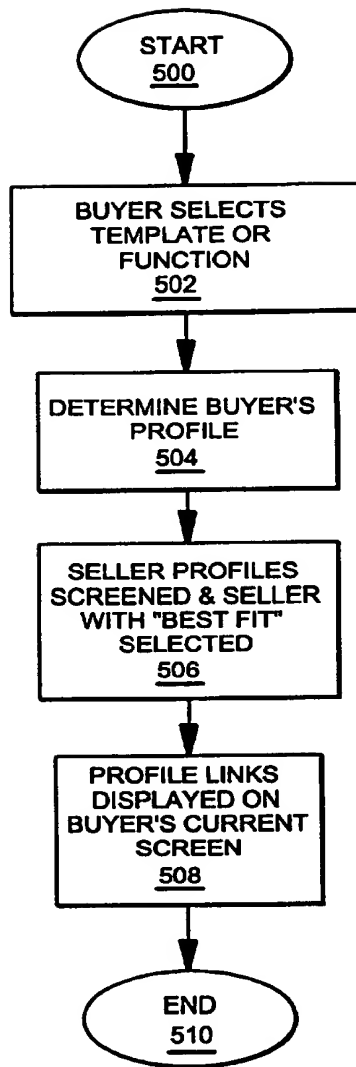 START
500
BUYER SELECTS
TEMPLATE OR
FUNCTION
502
DETERMINE BUYER'S
PROFILE
504
SELLER PROFILES
SCREENED & SELLER
WITH "BEST FIT"
SELECTED
506
PROFILE LINKS
DISPLAYED ON
BUYER'S CURRENT
SCREEN
508
END
510